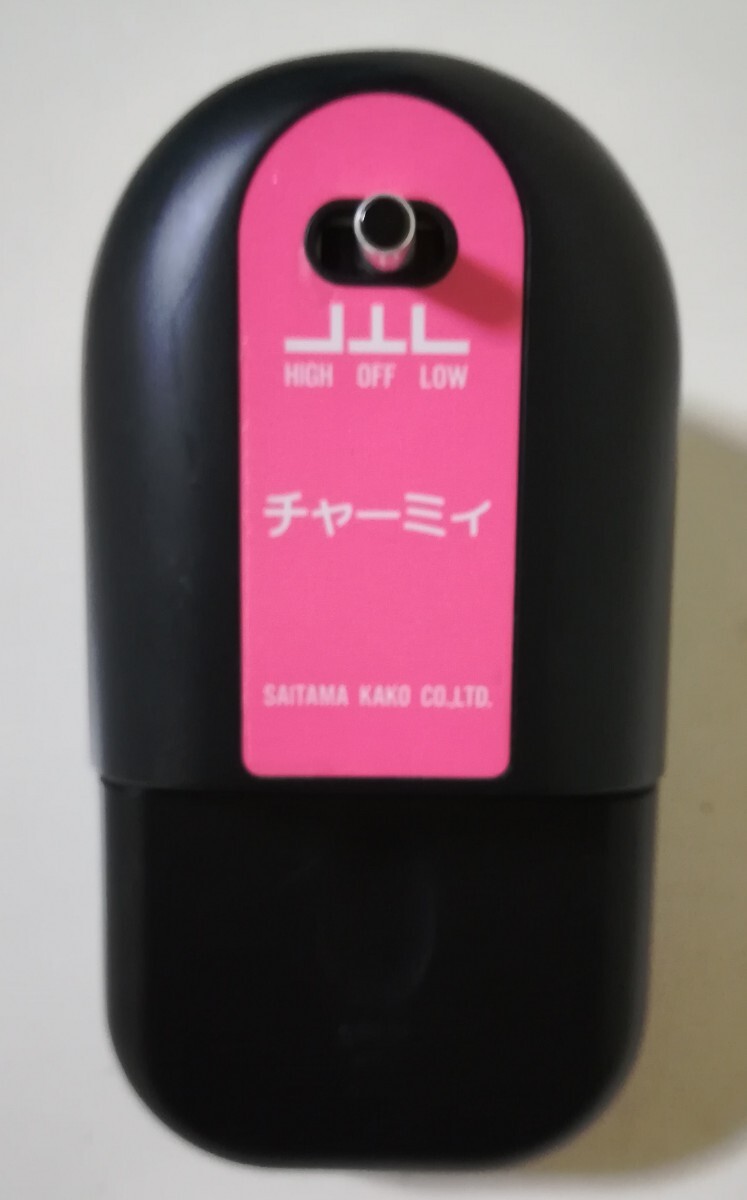 HIGH OFF LOW
チャーミィ
SAITAMA KAKO CO.,LTD.